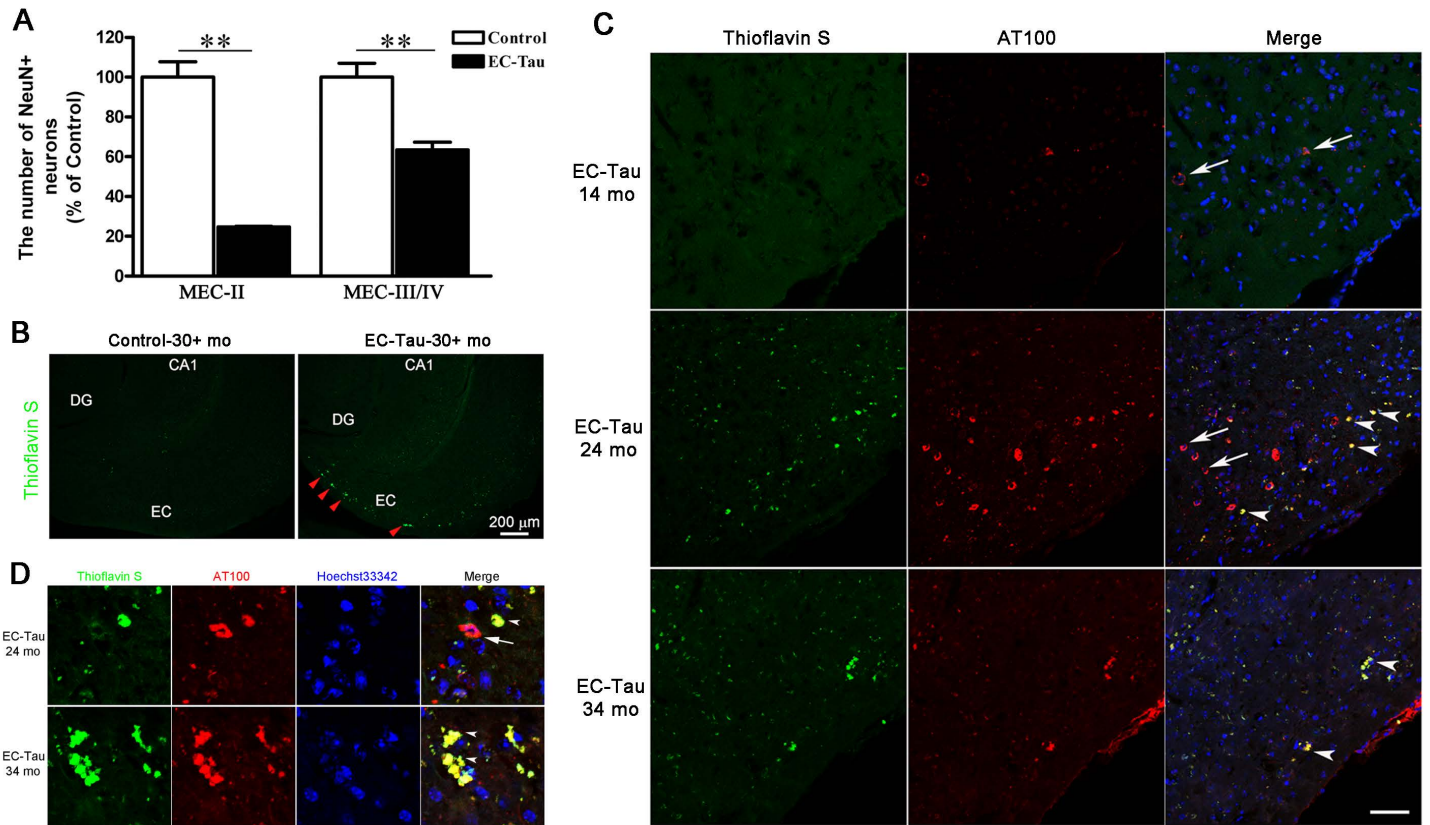 A
The number of NeuN+
neurons
(% of Control)
120
100
80
60
40
20
0
**
**
Control
EC-Tau
MEC-II
MEC-III/IV
B
Control-30+ mo
EC-Tau-30+ mo
Thioflavin S
CA1
DG
EC
CA1
DG
EC
200 μm
C
Thioflavin S
AT100
Merge
EC-Tau
14 mo
EC-Tau
24 mo
EC-Tau
34 mo
D
Thioflavin S
AT100
Hoechst33342
Merge
EC-Tau
24 mo
EC-Tau
34 mo